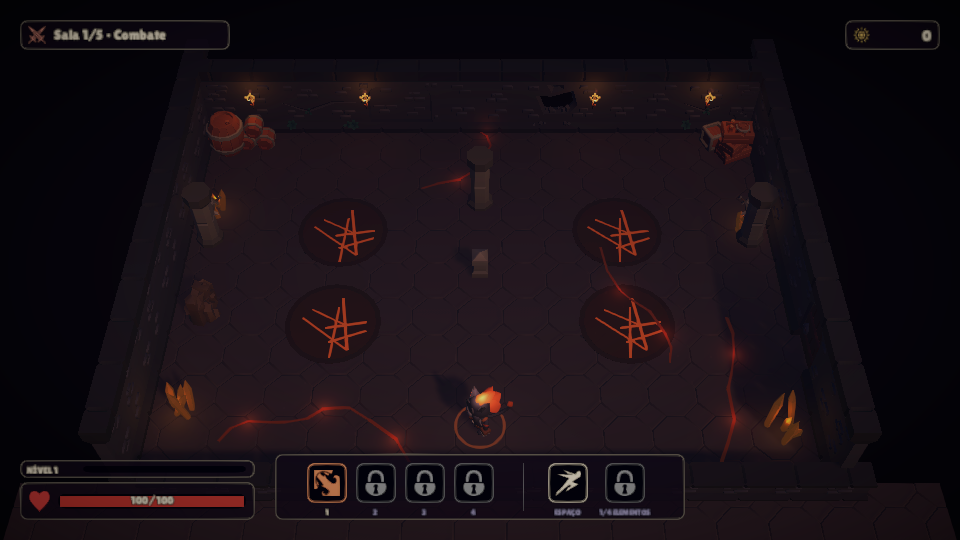 Sala 1/5 - Combate
0
NÍVEL 1
100/100
1
2
3
4
ESPAÇO
1/4 ELEMENTOS